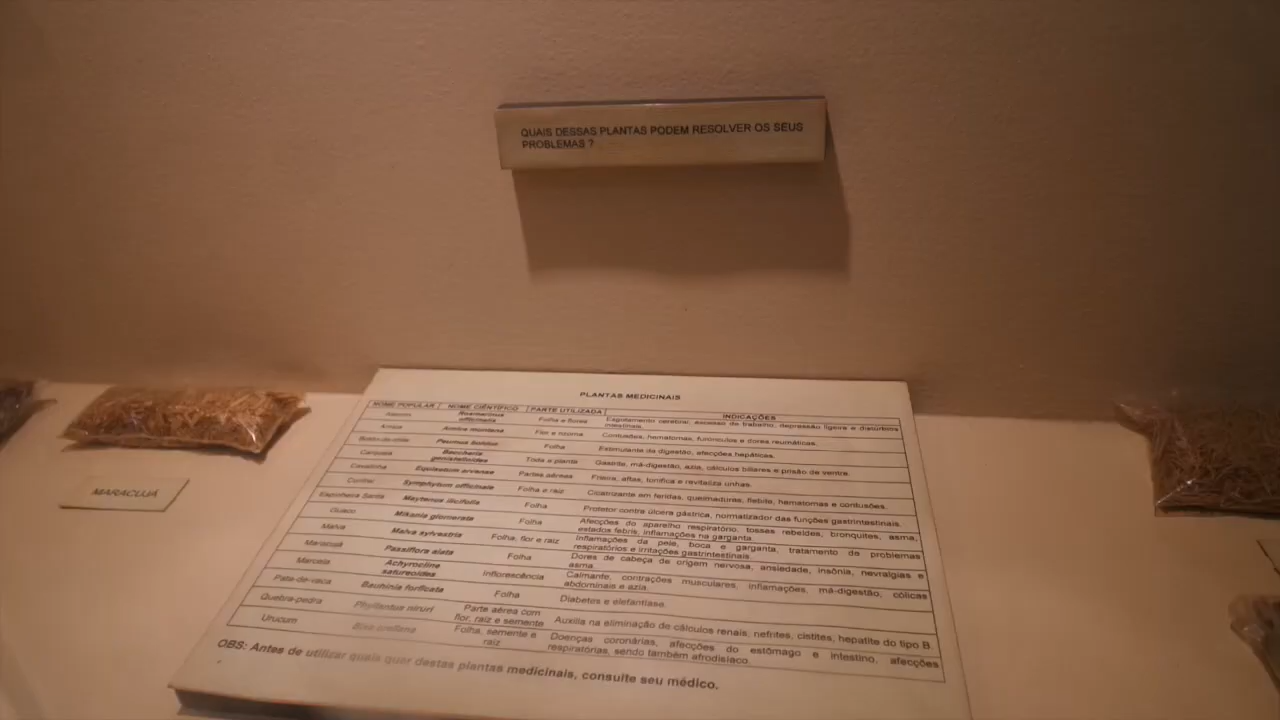 QUAIS DESSAS PLANTAS PODEM RESOLVER OS SEUS
PROBLEMAS ?
PLANTAS MEDICINAIS
NOME POPULAR NOME CIENTÍFICO PARTE UTILIZADA INDICAÇÕES
Alecrim Rosmarinus officinalis Folha e flores Esgotamento cerebral, excesso de trabalho, depressão ligeira e distúrbios
intestinais.
Arnica Arnica montana Flor e rizoma Contusões, hematomas, furúnculos e dores reumáticas.
Boldo-do-chile Peumus boldus Folha Estimulante da digestão, afecções hepáticas.
Carqueja Baccharis genistelloides Toda a planta Gastrite, má-digestão, azia, cálculos biliares e prisão de ventre.
Cavalinha Equisetum arvense Partes aéreas Frieira, aftas, tonifica e revitaliza unhas.
Confrei Symphytum officinale Folha e raiz Cicatrizante em feridas, queimaduras, flebite, hematomas e contusões.
Espinheira Santa Maytenus ilicifolia Folha Protetor contra úlcera gástrica, normatizador das funções gastrintestinais.
Guaco Mikania glomerata Folha Afecções do aparelho respiratório, tosses rebeldes, bronquites, asma,
estados febris, inflamações na garganta.
Malva Malva sylvestris Folha, flor e raiz Inflamações da pele, boca e garganta, tratamento de problemas
respiratórios e irritações gastrintestinais.
Maracujá Passiflora alata Folha Dores de cabeça de origem nervosa, ansiedade, insônia, nevralgias e
asma.
Marcela Achyrocline satureoides Inflorescência Calmante, contrações musculares, inflamações, má-digestão, cólicas
abdominais e azia.
Pata-de-vaca Bauhinia forficata Folha Diabetes e elefantíase.
Quebra-pedra Phyllantus niruri Parte aérea com flor, raiz e semente Auxilia na eliminação de cálculos renais, nefrites, cistites, hepatite do tipo B.
Urucum Bixa orellana Folha, semente e raiz Doenças coronárias, afecções do estômago e intestino, afecções
respiratórias, sendo também afrodisíaco.
OBS: Antes de utilizar quais quer destas plantas medicinais, consulte seu médico.
MARACUJÁ